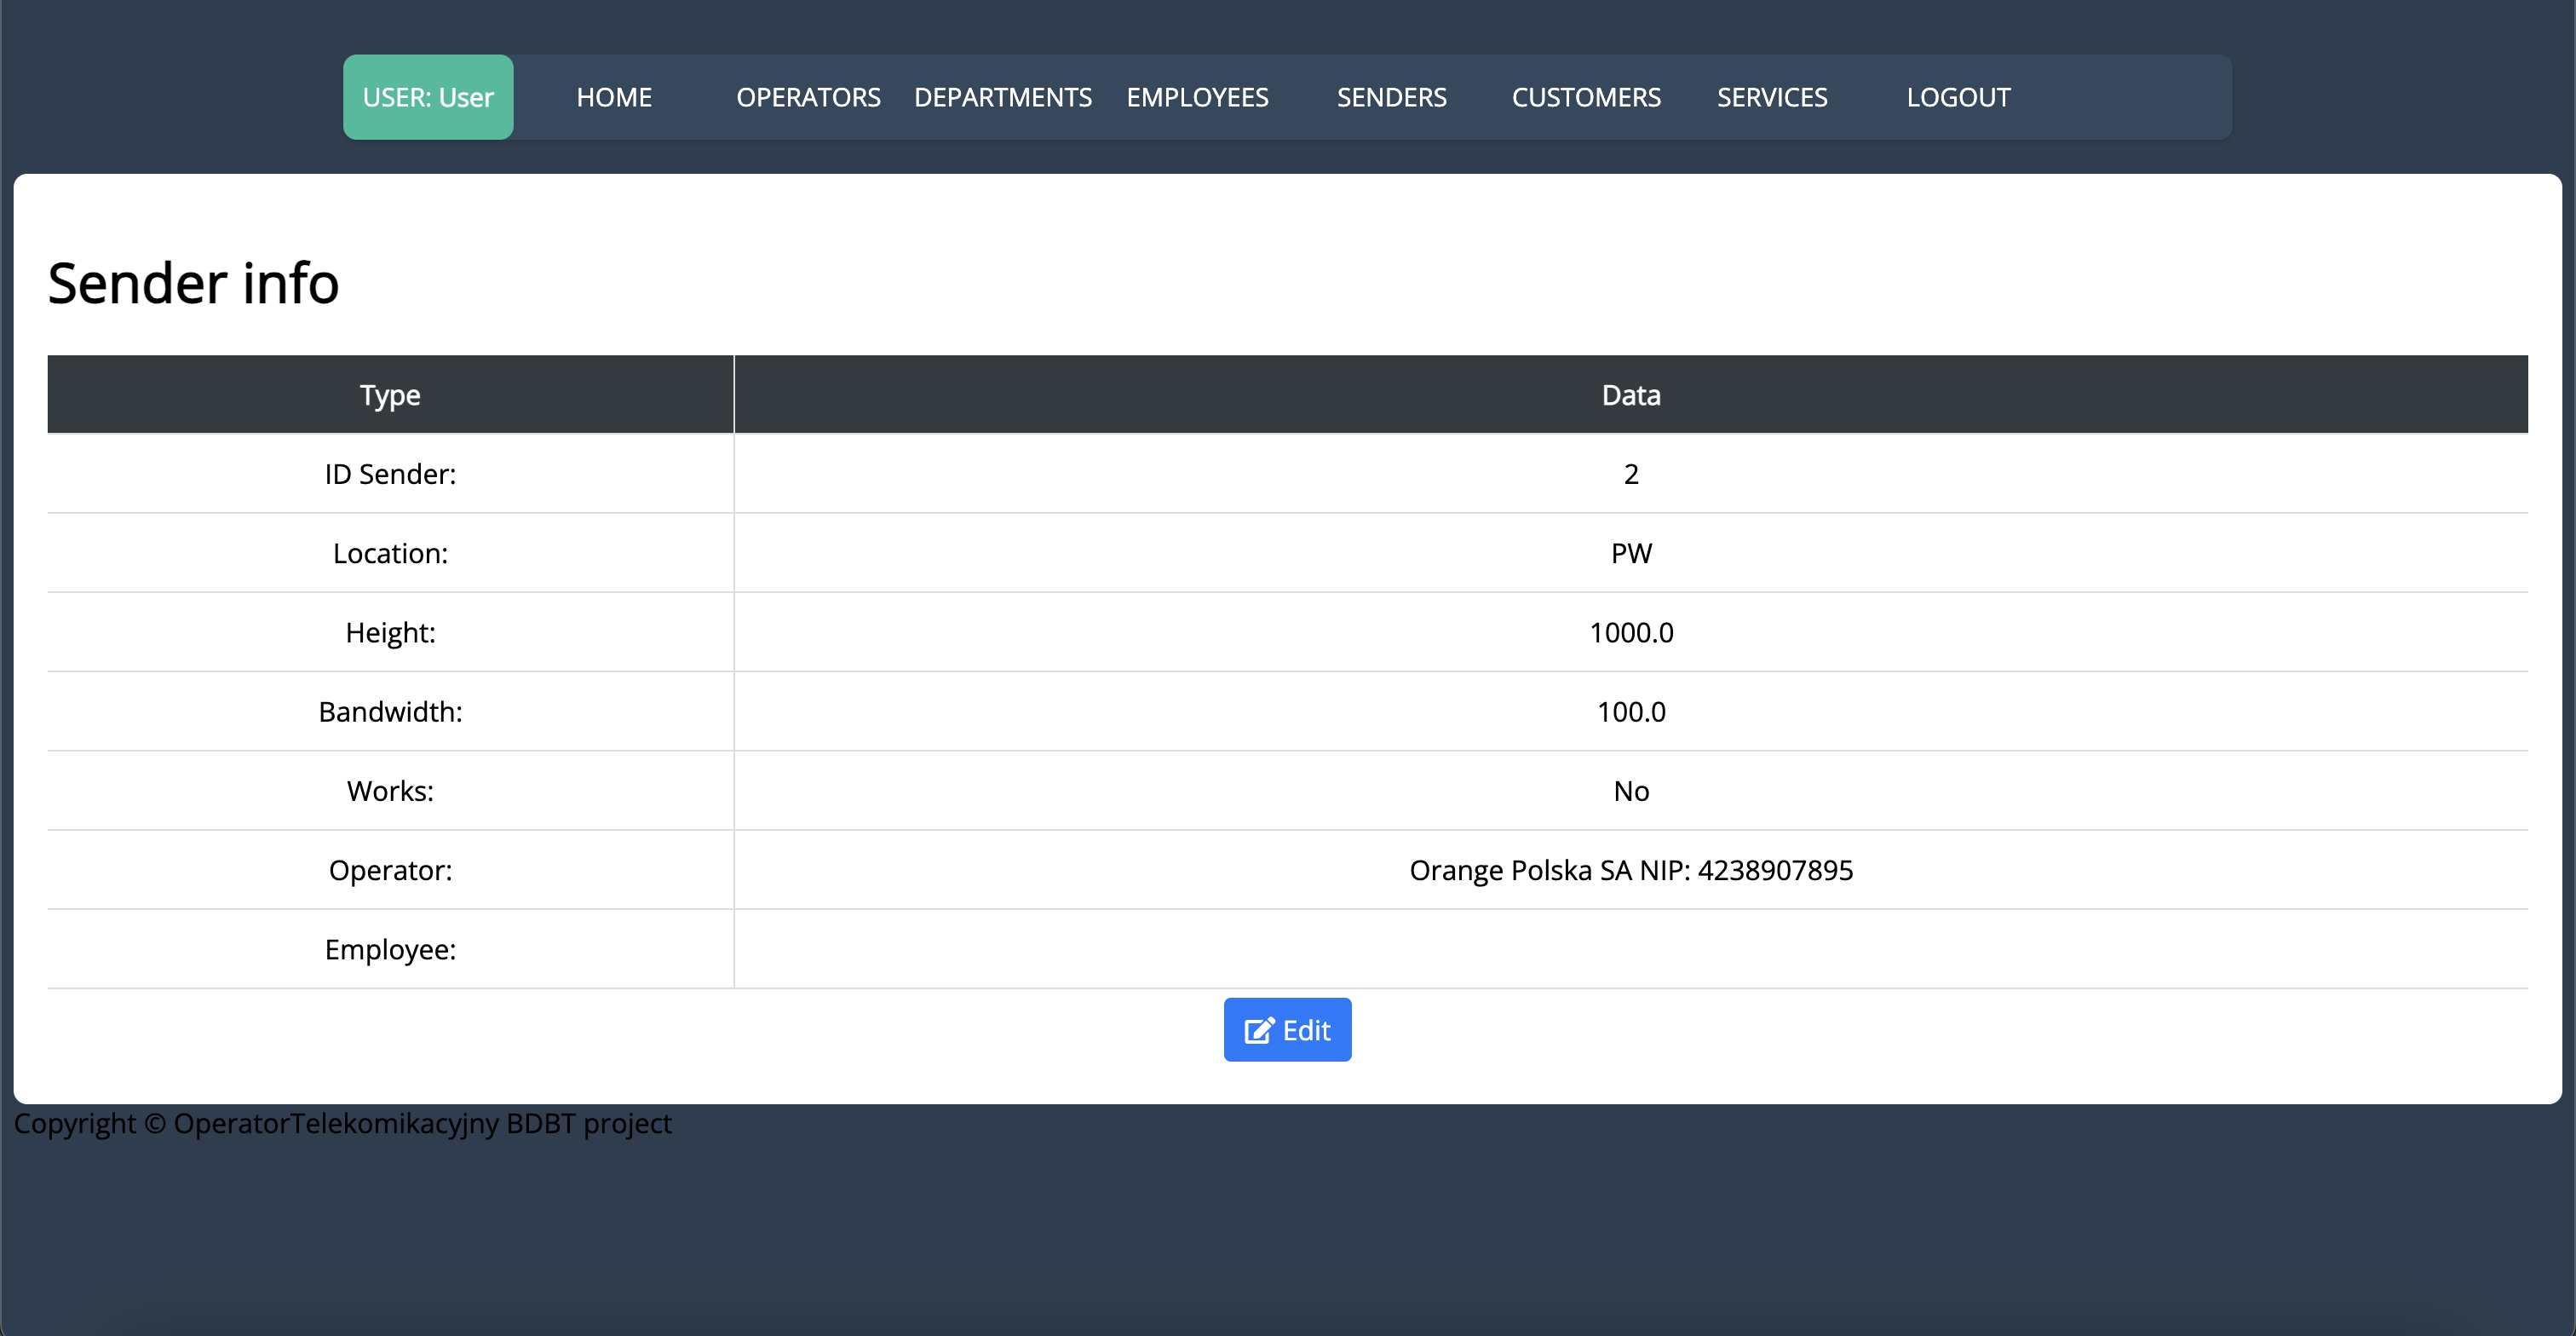 USER: User HOME OPERATORS DEPARTMENTS EMPLOYEES SENDERS CUSTOMERS SERVICES LOGOUT
Sender info
Type Data
ID Sender: 2
Location: PW
Height: 1000.0
Bandwidth: 100.0
Works: No
Operator: Orange Polska SA NIP: 4238907895
Employee:
Edit
Copyright © OperatorTelekomikacyjny BDBT project